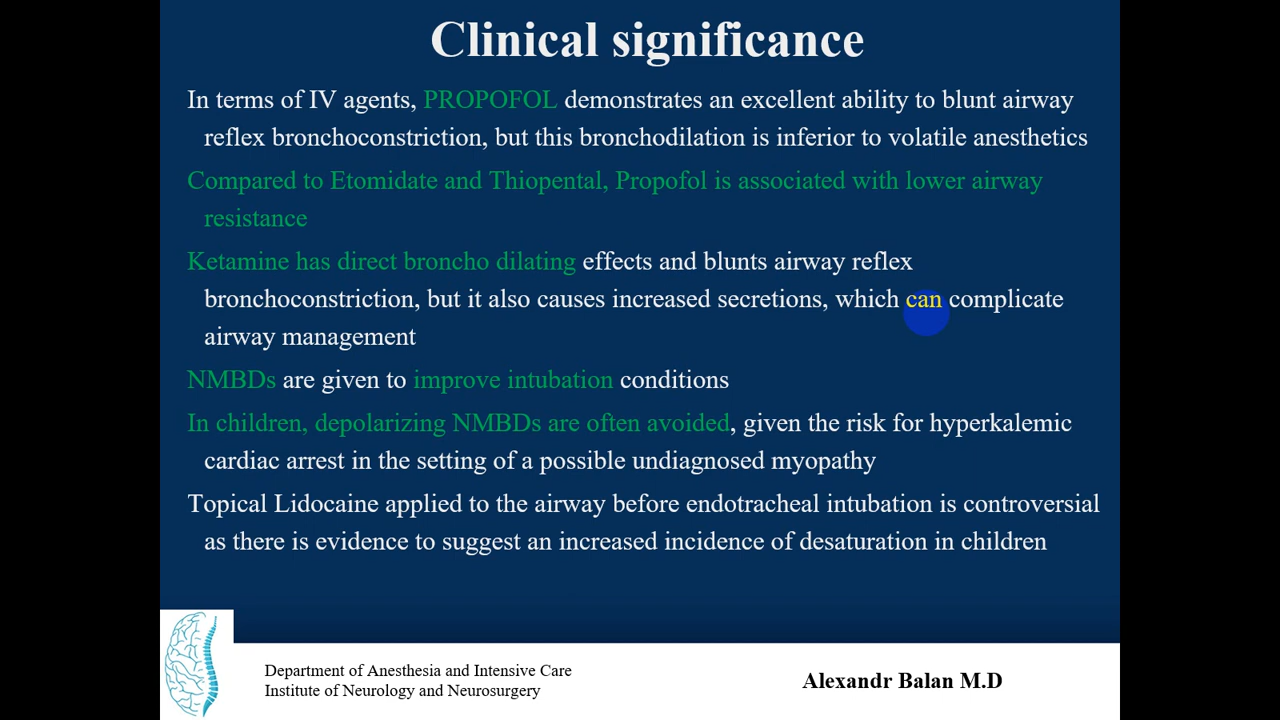 Clinical significance
In terms of IV agents, PROPOFOL demonstrates an excellent ability to blunt airway
reflex bronchoconstriction, but this bronchodilation is inferior to volatile anesthetics
Compared to Etomidate and Thiopental, Propofol is associated with lower airway
resistance
Ketamine has direct broncho dilating effects and blunts airway reflex
bronchoconstriction, but it also causes increased secretions, which can complicate
airway management
NMBDs are given to improve intubation conditions
In children, depolarizing NMBDs are often avoided, given the risk for hyperkalemic
cardiac arrest in the setting of a possible undiagnosed myopathy
Topical Lidocaine applied to the airway before endotracheal intubation is controversial
as there is evidence to suggest an increased incidence of desaturation in children
Department of Anesthesia and Intensive Care
Institute of Neurology and Neurosurgery
Alexandr Balan M.D